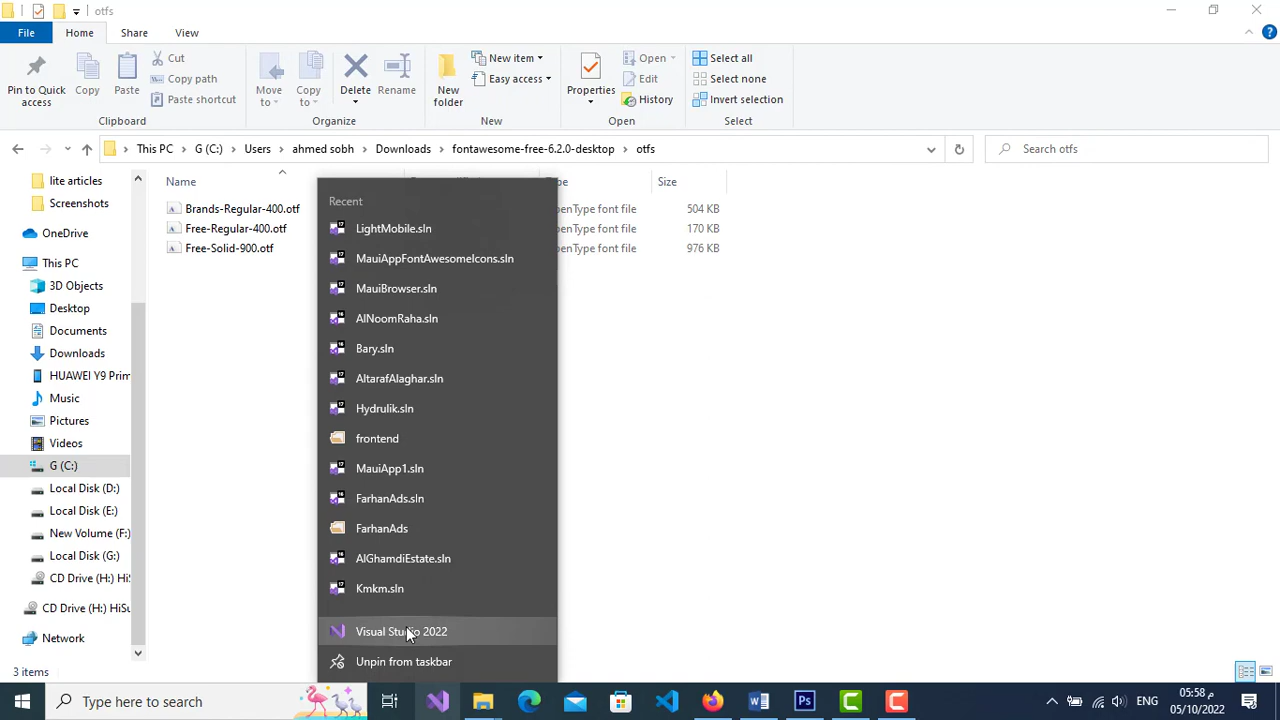 otfs
File Home Share View
Pin to Quick access
Copy
Paste
Cut
Copy path
Paste shortcut
Clipboard
Move to
Copy to
Delete
Rename
Organize
New folder
New item
Easy access
New
Properties
Open
Edit
History
Open
Select all
Select none
Invert selection
Select
This PC G (C:) Users ahmed sobh Downloads fontawesome-free-6.2.0-desktop otfs
Search otfs
lite articles
Screenshots
OneDrive
This PC
3D Objects
Desktop
Documents
Downloads
HUAWEI Y9 Prim
Music
Pictures
Videos
G (C:)
Local Disk (D:)
Local Disk (E:)
New Volume (F:)
Local Disk (G:)
CD Drive (H:) HiS
CD Drive (H:) HiSu
Network
Name Size
Brands-Regular-400.otf penType font file 504 KB
Free-Regular-400.otf penType font file 170 KB
Free-Solid-900.otf penType font file 976 KB
Recent
LightMobile.sln
MauiAppFontAwesomeIcons.sln
MauiBrowser.sln
AlNoomRaha.sln
Bary.sln
AltarafAlaghar.sln
Hydrulik.sln
frontend
MauiApp1.sln
FarhanAds.sln
FarhanAds
AlGhamdiEstate.sln
Kmkm.sln
Visual Studio 2022
Unpin from taskbar
3 items
Type here to search
ENG
05:58 م
05/10/2022